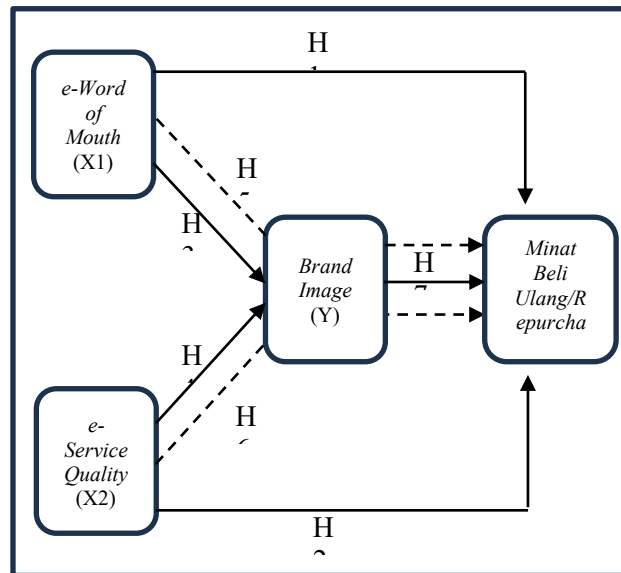 H
e-Word
of
Mouth
(X1)
H
H
Brand
Image
(Y)
H
Minat
Beli
Ulang/R
epurcha
H
H
e-
Service
Quality
(X2)
H